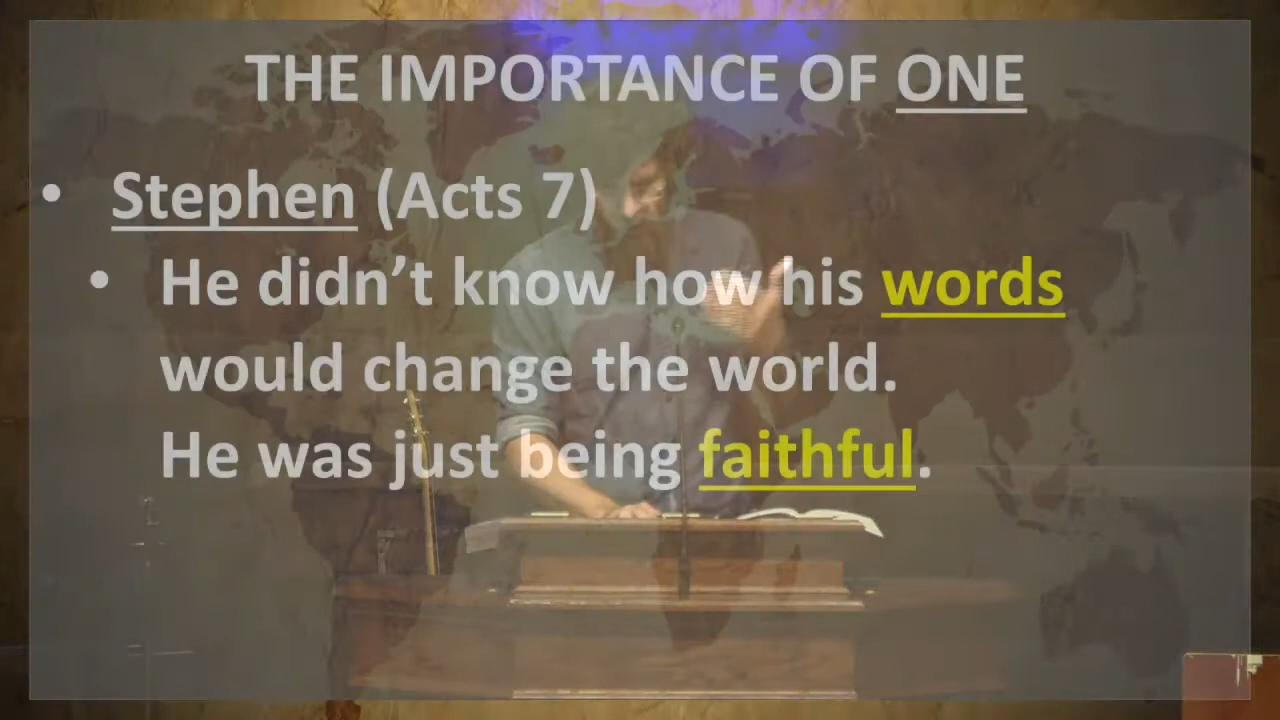 THE IMPORTANCE OF ONE
• Stephen (Acts 7)
• He didn’t know how his words
would change the world.
He was just being faithful.